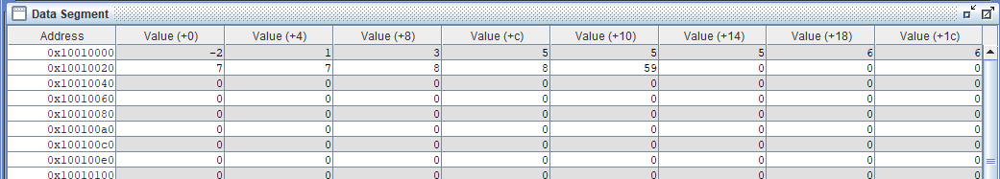 Data Segment
Address Value (+0) Value (+4) Value (+8) Value (+c) Value (+10) Value (+14) Value (+18) Value (+1c)
0x10010000 -2 1 3 5 5 5 6 6
0x10010020 7 7 8 8 59 0 0 0
0x10010040 0 0 0 0 0 0 0 0
0x10010060 0 0 0 0 0 0 0 0
0x10010080 0 0 0 0 0 0 0 0
0x100100a0 0 0 0 0 0 0 0 0
0x100100c0 0 0 0 0 0 0 0 0
0x100100e0 0 0 0 0 0 0 0 0
0x10010100 0 0 0 0 0 0 0 0